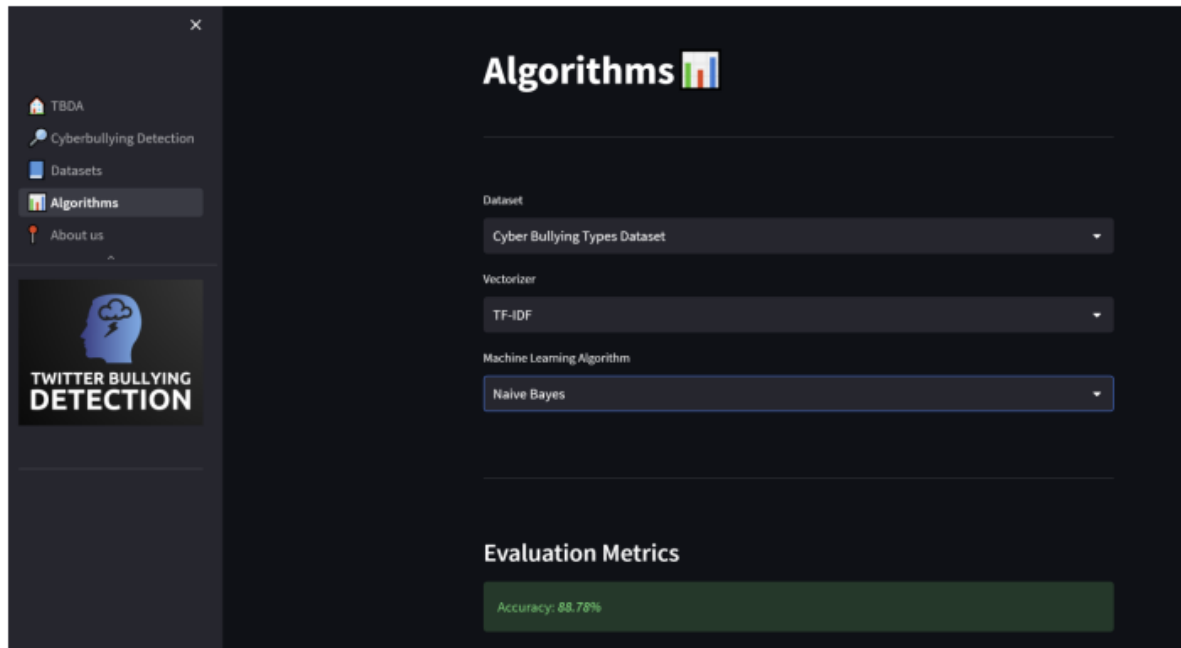 ×
TBDA
Cyberbullying Detection
Datasets
Algorithms
About us
TWITTER BULLYING
DETECTION
Algorithms
Dataset
Cyber Bullying Types Dataset
Vectorizer
TF-IDF
Machine Learning Algorithm
Naive Bayes
Evaluation Metrics
Accuracy: 88.78%